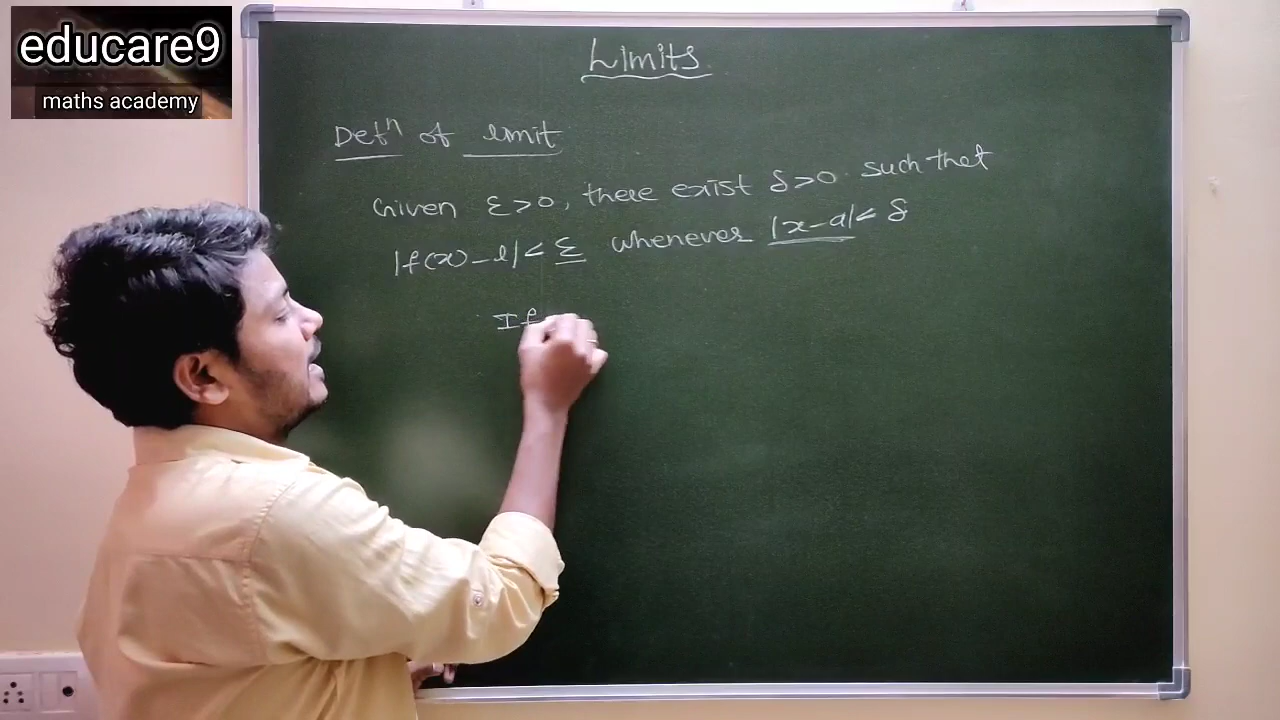 educare9
maths academy
Limits
Defⁿ of limit
Given ε>0, there exist δ>0 such that
|f(x)-l|< ε whenever |x-a|< δ
If